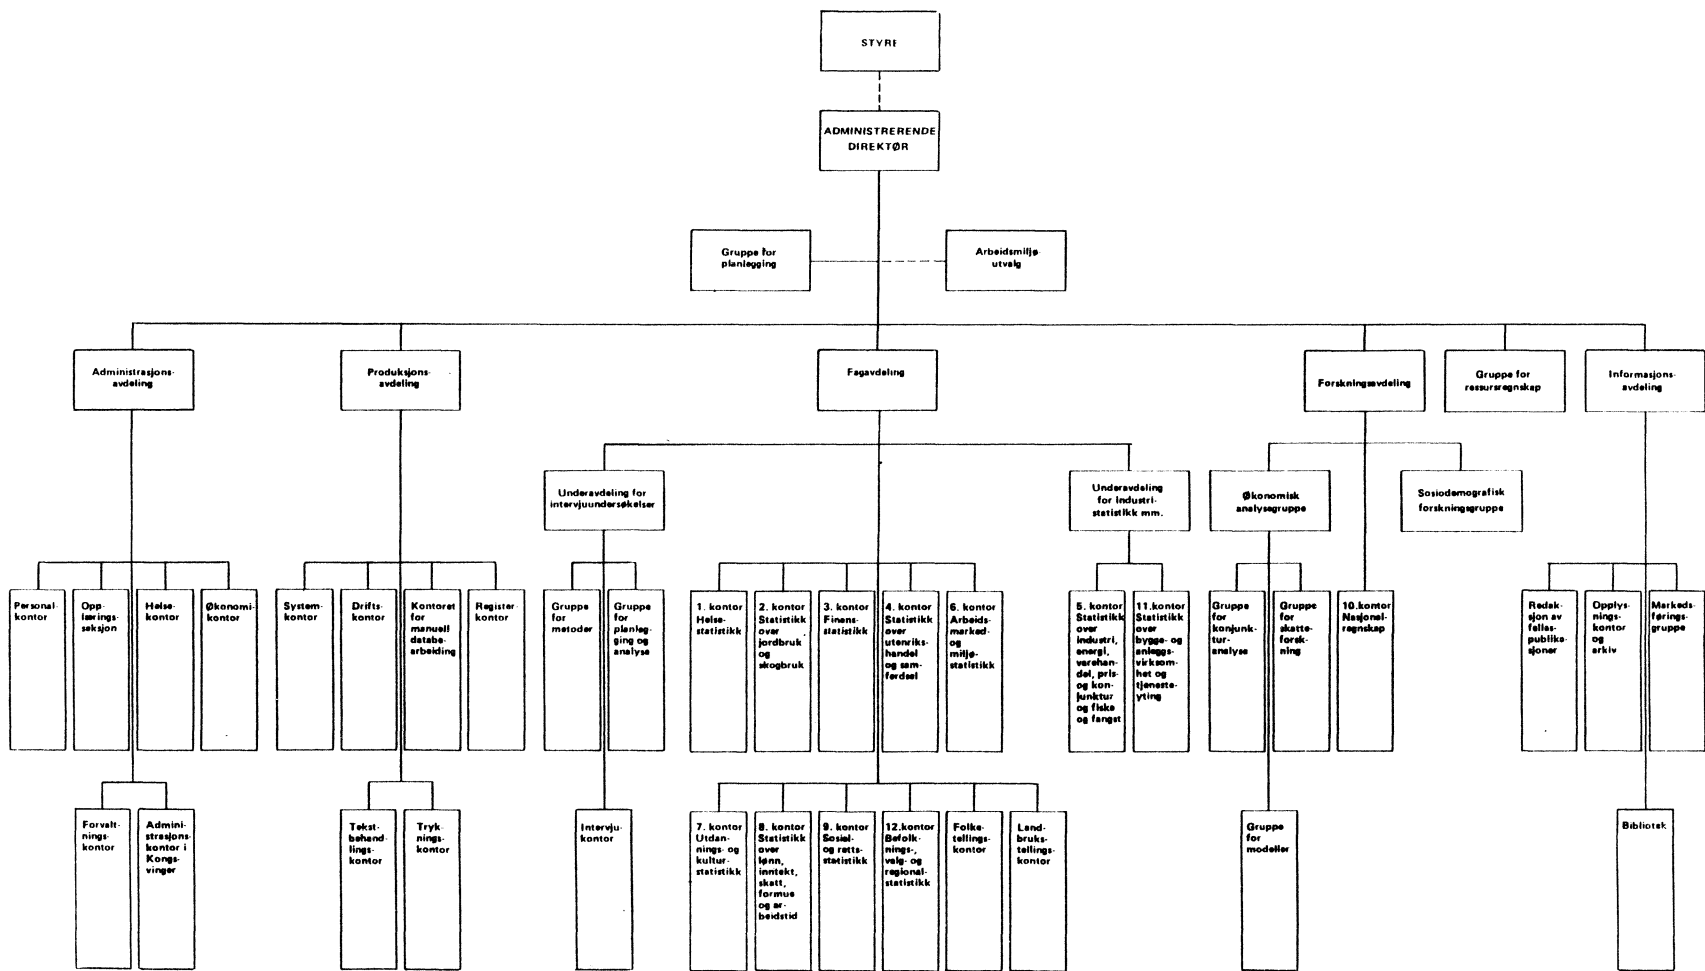 STYRE
ADMINISTRERENDE
DIREKTØR
Gruppe for
planlegging
Arbeidsmiljø-
utvalg
Administrasjons-
avdeling
Produksjons-
avdeling
Fagavdeling
Forskningsavdeling
Gruppe for
ressursregnskap
Informasjons-
avdeling
Underavdeling for
intervjuundersøkelser
Underavdeling
for industri-
statistikk mm.
Økonomisk
analysegruppe
Sosiodemografisk
forskningsgruppe
Personal-
kontor
Opp-
lærings-
seksjon
Helse-
kontor
Økonomi-
kontor
System-
kontor
Drifts-
kontor
Kontoret
for
manuell
databe-
arbeiding
Register-
kontor
Gruppe
for
metoder
Gruppe
for
planleg-
ging og
analyse
1. kontor
Helse-
statistikk
2. kontor
Statistikk
over
jordbruk
og
skogbruk
3. kontor
Finans-
statistikk
4. kontor
Statistikk
over
utenriks-
handel
og sam-
ferdsel
6. kontor
Arbeids-
marked-
og
miljø-
statistikk
5. kontor
Statistikk
over
industri,
energi,
varehan-
del, pris-
og kon-
junktur
og fiske
og fangst
11.kontor
Statistikk
over
bygge- og
anleggs-
virksom-
het og
tjeneste-
yting
Gruppe
for
konjunk-
tur-
analyse
Gruppe
for
skatte-
forsk-
ning
10.kontor
Nasjonal-
regnskap
Redak-
sjon av
felles-
publika-
sjoner
Opplys-
nings-
kontor
og
arkiv
Markeds-
førings-
gruppe
Forvalt-
nings-
kontor
Admini-
strasjons-
kontor i
Kongs-
vinger
Tekst-
behand-
lings-
kontor
Tryk-
nings-
kontor
Intervju-
kontor
7. kontor
Utdan-
nings- og
kultur-
statistikk
8. kontor
Statistikk
over
lønn,
inntekt,
skatt,
formue
og ar-
beidstid
9. kontor
Sosial-
og retts-
statistikk
12.kontor
Befolk-
nings-,
valg- og
regional-
statistikk
Folke-
tellings-
kontor
Land-
bruks-
tellings-
kontor
Gruppe
for
modeller
Bibliotek